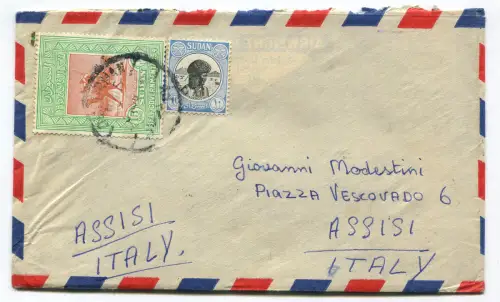 SUDAN
Giovanni Modestini
PIAZZA VESCOVADO 6
ASSISI
ITALY
ASSISI
ITALY.